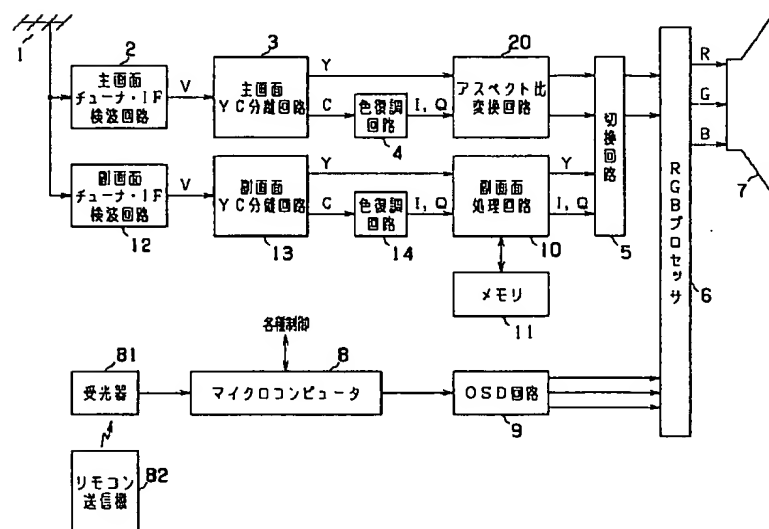 1
2
主画面
チューナ・IF
検波回路
V
3
主画面
YC分離回路
Y
C
色復調
回路
4
I, Q
20
アスペクト比
変換回路
切換回路
5
R
G
B
7
副画面
チューナ・IF
検波回路
12
V
副画面
YC分離回路
13
Y
C
色復調
回路
14
I, Q
副画面
処理回路
10
Y
I, Q
メモリ
11
RGBプロセッサ
6
各種制御
81
受光器
8
マイクロコンピュータ
OSD回路
9
リモコン
送信機
82